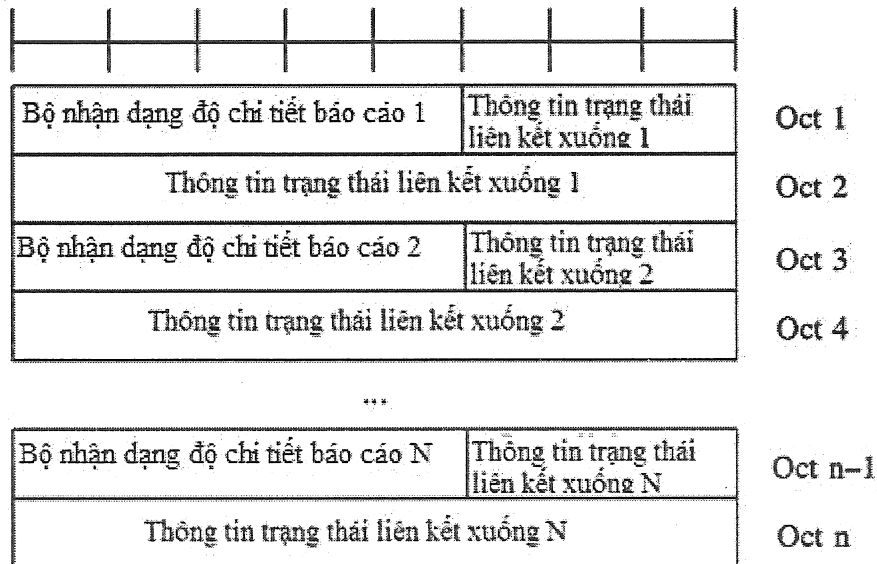 Bộ nhận dạng độ chi tiết báo cáo 1
Thông tin trạng thái
liên kết xuống 1
Oct 1
Thông tin trạng thái liên kết xuống 1
Oct 2
Bộ nhận dạng độ chi tiết báo cáo 2
Thông tin trạng thái
liên kết xuống 2
Oct 3
Thông tin trạng thái liên kết xuống 2
Oct 4
...
Bộ nhận dạng độ chi tiết báo cáo N
Thông tin trạng thái
liên kết xuống N
Oct n–1
Thông tin trạng thái liên kết xuống N
Oct n